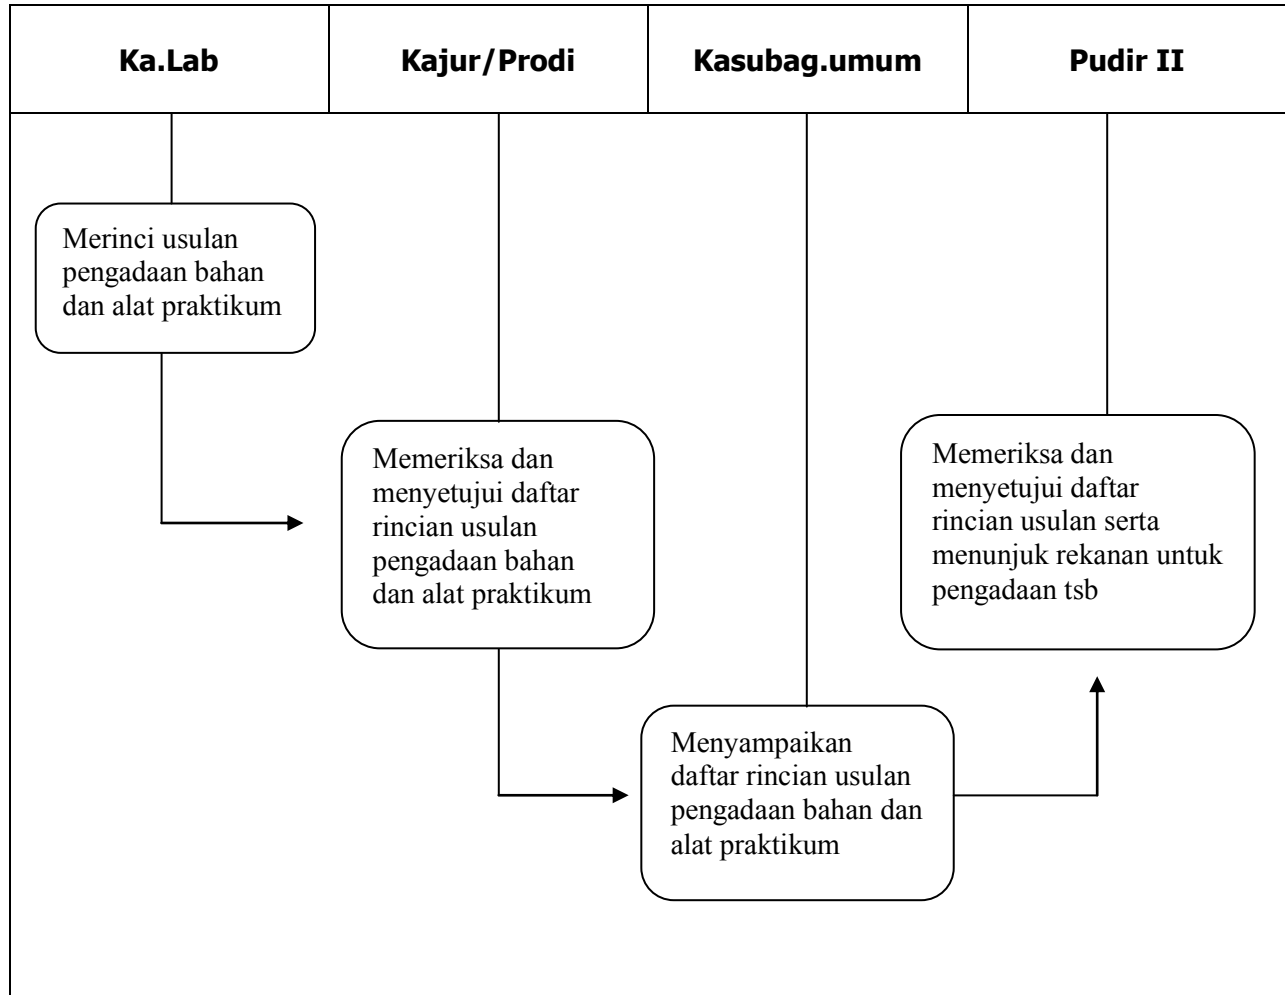 Ka.Lab
Kajur/Prodi
Kasubag.umum
Pudir II
Merinci usulan
pengadaan bahan
dan alat praktikum
Memeriksa dan
menyetujui daftar
rincian usulan
pengadaan bahan
dan alat praktikum
Menyampaikan
daftar rincian usulan
pengadaan bahan dan
alat praktikum
Memeriksa dan
menyetujui daftar
rincian usulan serta
menunjuk rekanan untuk
pengadaan tsb